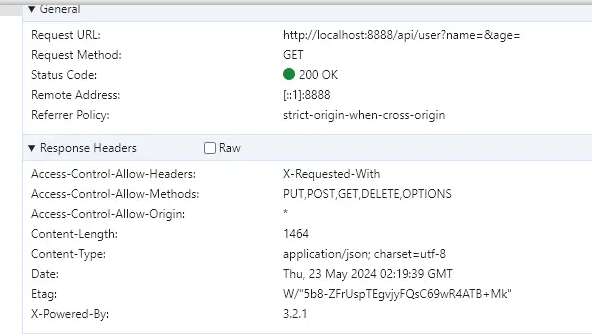 ▼ General
Request URL: http://localhost:8888/api/user?name=&age=
Request Method: GET
Status Code: 200 OK
Remote Address: [::1]:8888
Referrer Policy: strict-origin-when-cross-origin
▼ Response Headers Raw
Access-Control-Allow-Headers: X-Requested-With
Access-Control-Allow-Methods: PUT,POST,GET,DELETE,OPTIONS
Access-Control-Allow-Origin: *
Content-Length: 1464
Content-Type: application/json; charset=utf-8
Date: Thu, 23 May 2024 02:19:39 GMT
Etag: W/"5b8-ZFrUspTEgvjyFQsC69wR4ATB+Mk"
X-Powered-By: 3.2.1